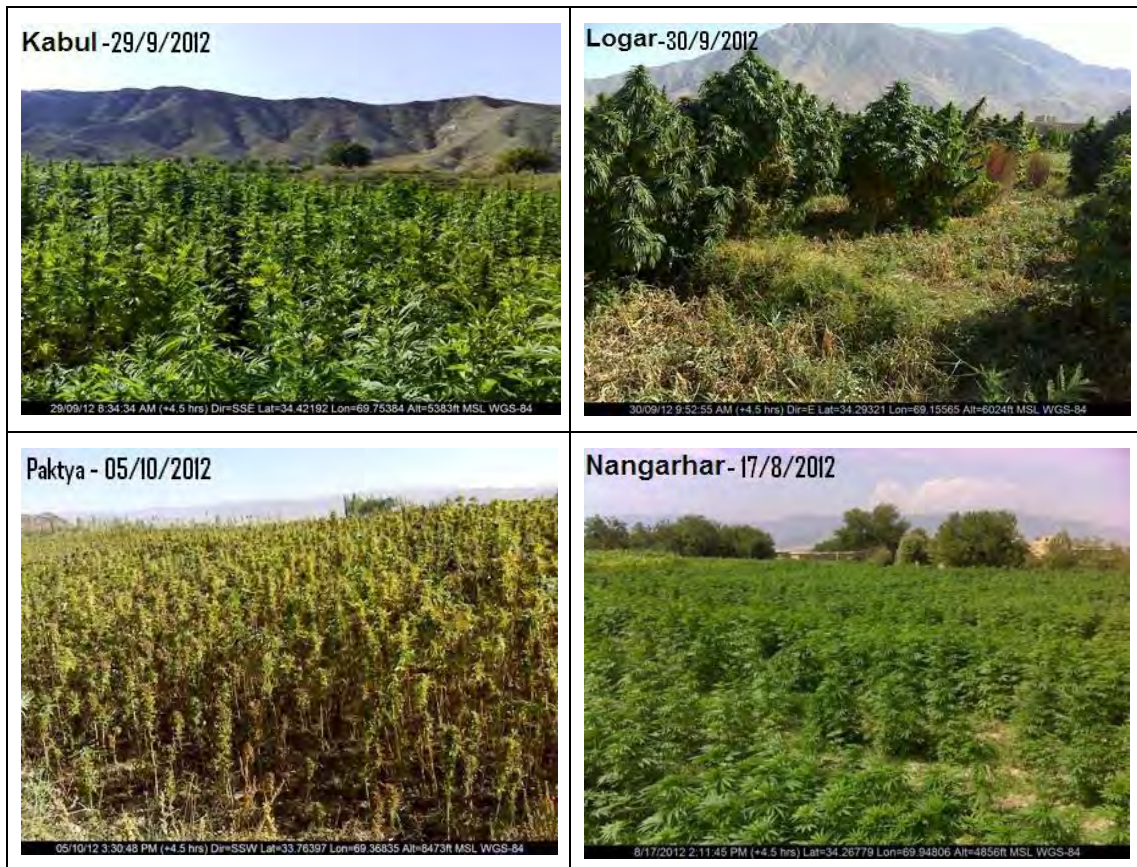 Kabul -29/9/2012
29/09/12 8:34:34 AM (+4.5 hrs) Dir=SSE Lat=34.42192 Lon=69.75384 Alt=5383ft MSL WGS-84
Logar-30/9/2012
30/09/12 9:52:55 AM (+4.5 hrs) Dir=E Lat=34.29321 Lon=69.15565 Alt=6024ft MSL WGS-84
Paktya - 05/10/2012
05/10/12 3:30:48 PM (+4.5 hrs) Dir=SSW Lat=33.76397 Lon=69.36835 Alt=8473ft MSL WGS-84
Nangarhar- 17/8/2012
8/17/2012 2:11:45 PM (+4.5 hrs) Lat=34.26779 Lon=69.94806 Alt=4856ft MSL WGS-84